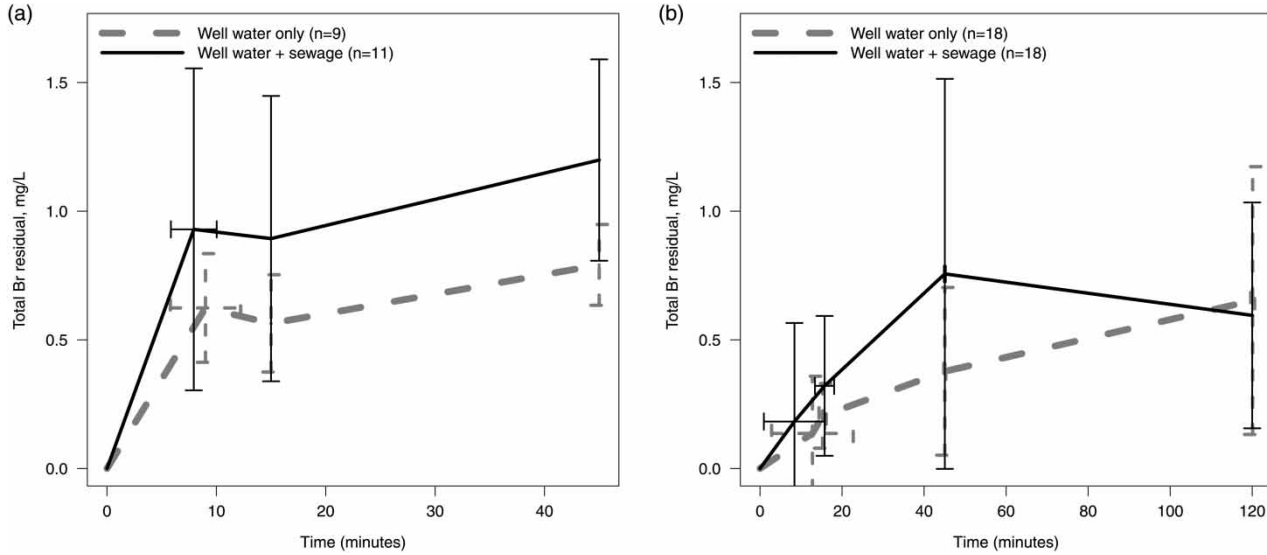 (a)
Well water only (n=9)
Well water + sewage (n=11)
1.5
1.0
0.5
0.0
Total Br residual, mg/L
0 10 20 30 40
Time (minutes)
(b)
Well water only (n=18)
Well water + sewage (n=18)
1.5
1.0
0.5
0.0
Total Br residual, mg/L
0 20 40 60 80 100 120
Time (minutes)